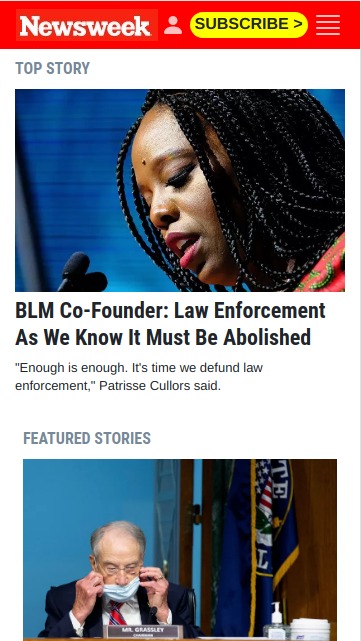 Newsweek
SUBSCRIBE >
TOP STORY
BLM Co-Founder: Law Enforcement
As We Know It Must Be Abolished
"Enough is enough. It's time we defund law
enforcement," Patrisse Cullors said.
FEATURED STORIES
MR. GRASSLEY
CHAIRMAN